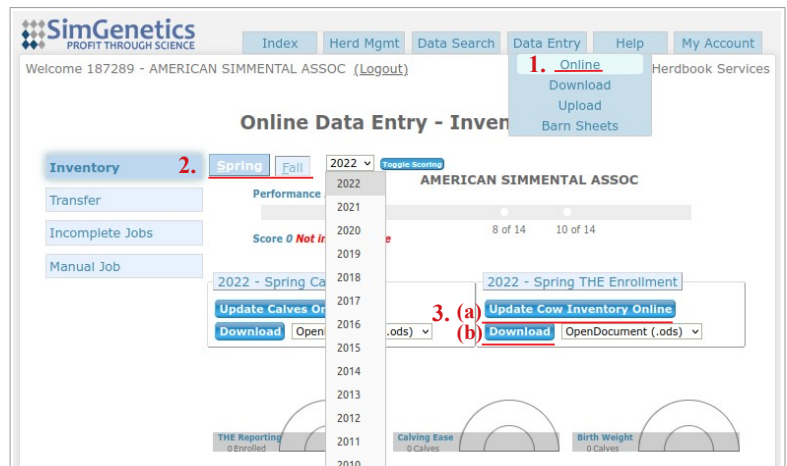 SimGenetics
PROFIT THROUGH SCIENCE
Index Herd Mgmt Data Search Data Entry Help My Account
Welcome 187289 - AMERICAN SIMMENTAL ASSOC (Logout)
1. Online
Herdbook Services
Download
Upload
Barn Sheets
Online Data Entry - Inven
Inventory
Transfer
Incomplete Jobs
Manual Job
2. Spring Fall 2022 Toggle Scoring
AMERICAN SIMMENTAL ASSOC
Performance
8 of 14 10 of 14
Score 0 Not in e
2022
2021
2020
2019
2018
2017
2016
2015
2014
2013
2012
2011
2010
2022 - Spring Ca
Update Calves On
Download Open .ods)
2022 - Spring THE Enrollment
3. (a) Update Cow Inventory Online
(b) Download OpenDocument (.ods)
THE Reporting
0 Enrolled
Calving Ease
0 Calves
Birth Weight
0 Calves